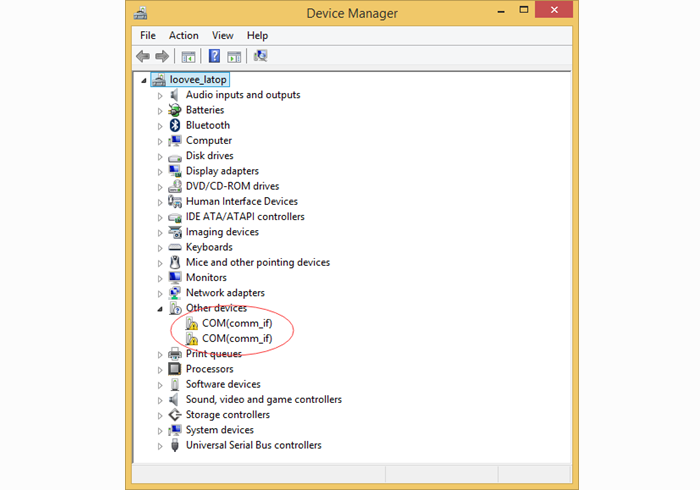 Device Manager
File Action View Help
loovee_latop
Audio inputs and outputs
Batteries
Bluetooth
Computer
Disk drives
Display adapters
DVD/CD-ROM drives
Human Interface Devices
IDE ATA/ATAPI controllers
Imaging devices
Keyboards
Mice and other pointing devices
Monitors
Network adapters
Other devices
COM(comm_if)
COM(comm_if)
Print queues
Processors
Software devices
Sound, video and game controllers
Storage controllers
System devices
Universal Serial Bus controllers